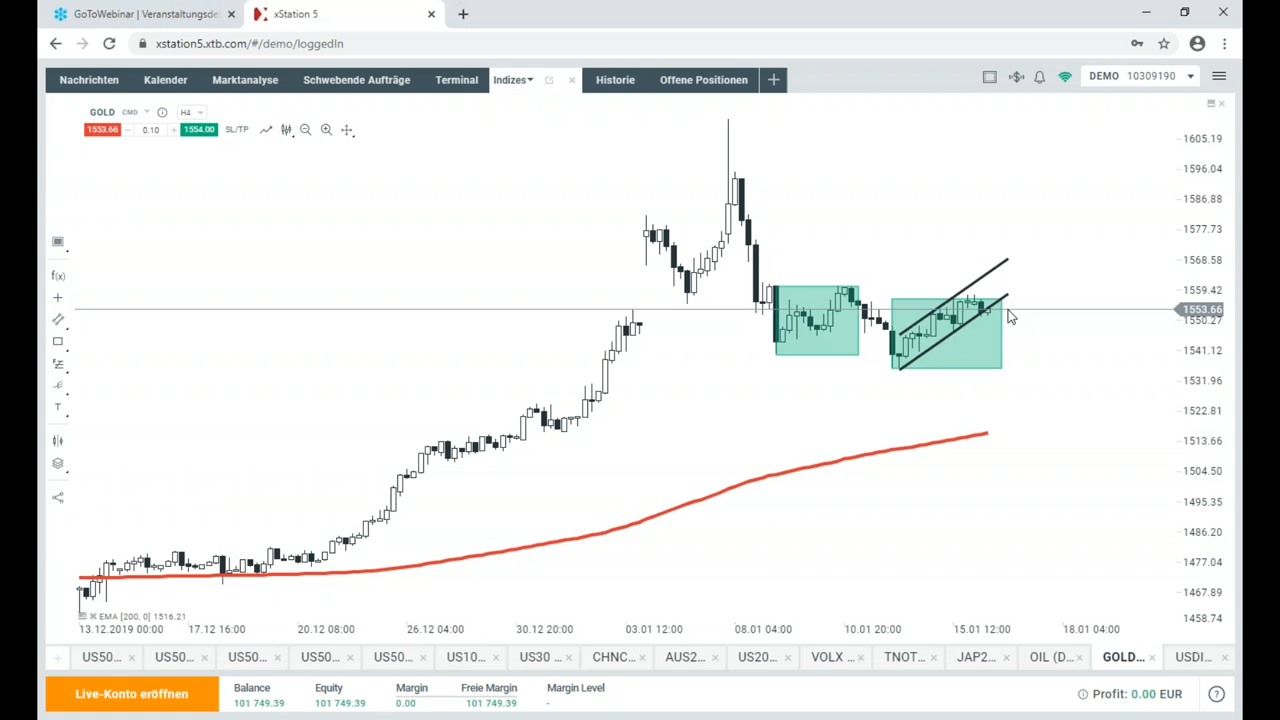 GoToWebinar | Veranstaltungsde
xStation 5
xstation5.xtb.com/#/demo/loggedIn
Nachrichten Kalender Marktanalyse Schwebende Aufträge Terminal Indizes Historie Offene Positionen
DEMO 10309190
GOLD CMD H4
1553.66 0.10 1554.00 SL/TP
1605.19
1596.04
1586.88
1577.73
1568.58
1559.42
1553.66
1550.27
1541.12
1531.96
1522.81
1513.66
1504.50
1495.35
1486.20
1477.04
1467.89
1458.74
f(x)
T
EMA [200, 0] 1516.21
13.12.2019 00:00 17.12 16:00 20.12 08:00 26.12 04:00 30.12 20:00 03.01 12:00 08.01 04:00 10.01 20:00 15.01 12:00 18.01 04:00
US50... US50... US50... US50... US50... US10... US30 ... CHNC... AUS2... US20... VOLX ... TNOT... JAP2... OIL (D... GOLD... USDI...
Live-Konto eröffnen
Balance Equity Margin Freie Margin Margin Level
101 749.39 101 749.39 0.00 101 749.39 -
Profit: 0.00 EUR